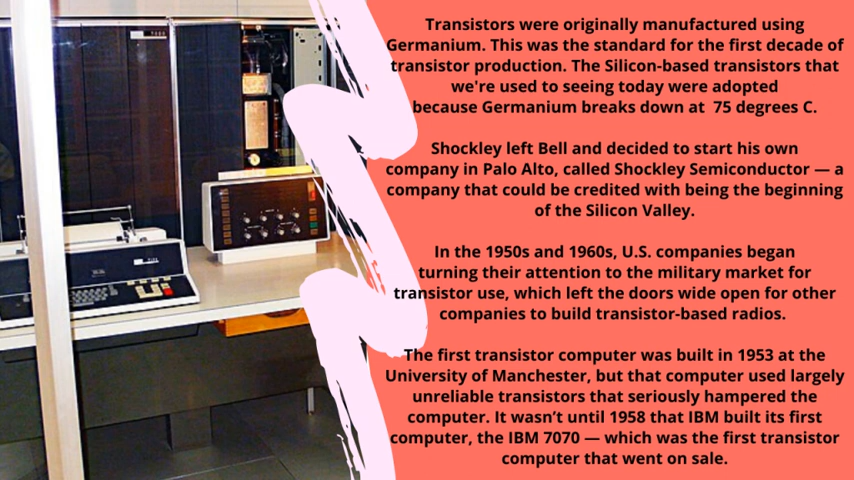 Transistors were originally manufactured using
Germanium. This was the standard for the first decade of
transistor production. The Silicon-based transistors that
we're used to seeing today were adopted
because Germanium breaks down at 75 degrees C.
Shockley left Bell and decided to start his own
company in Palo Alto, called Shockley Semiconductor — a
company that could be credited with being the beginning
of the Silicon Valley.
In the 1950s and 1960s, U.S. companies began
turning their attention to the military market for
transistor use, which left the doors wide open for other
companies to build transistor-based radios.
The first transistor computer was built in 1953 at the
University of Manchester, but that computer used largely
unreliable transistors that seriously hampered the
computer. It wasn’t until 1958 that IBM built its first
computer, the IBM 7070 — which was the first transistor
computer that went on sale.